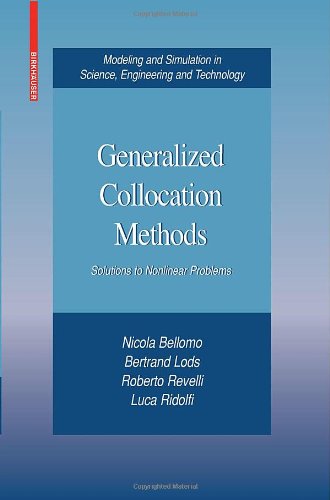 BIRKHÄUSER
Modeling and Simulation in
Science, Engineering and Technology
Generalized
Collocation
Methods
Solutions to Nonlinear Problems
Nicola Bellomo
Bertrand Lods
Roberto Revelli
Luca Ridolfi